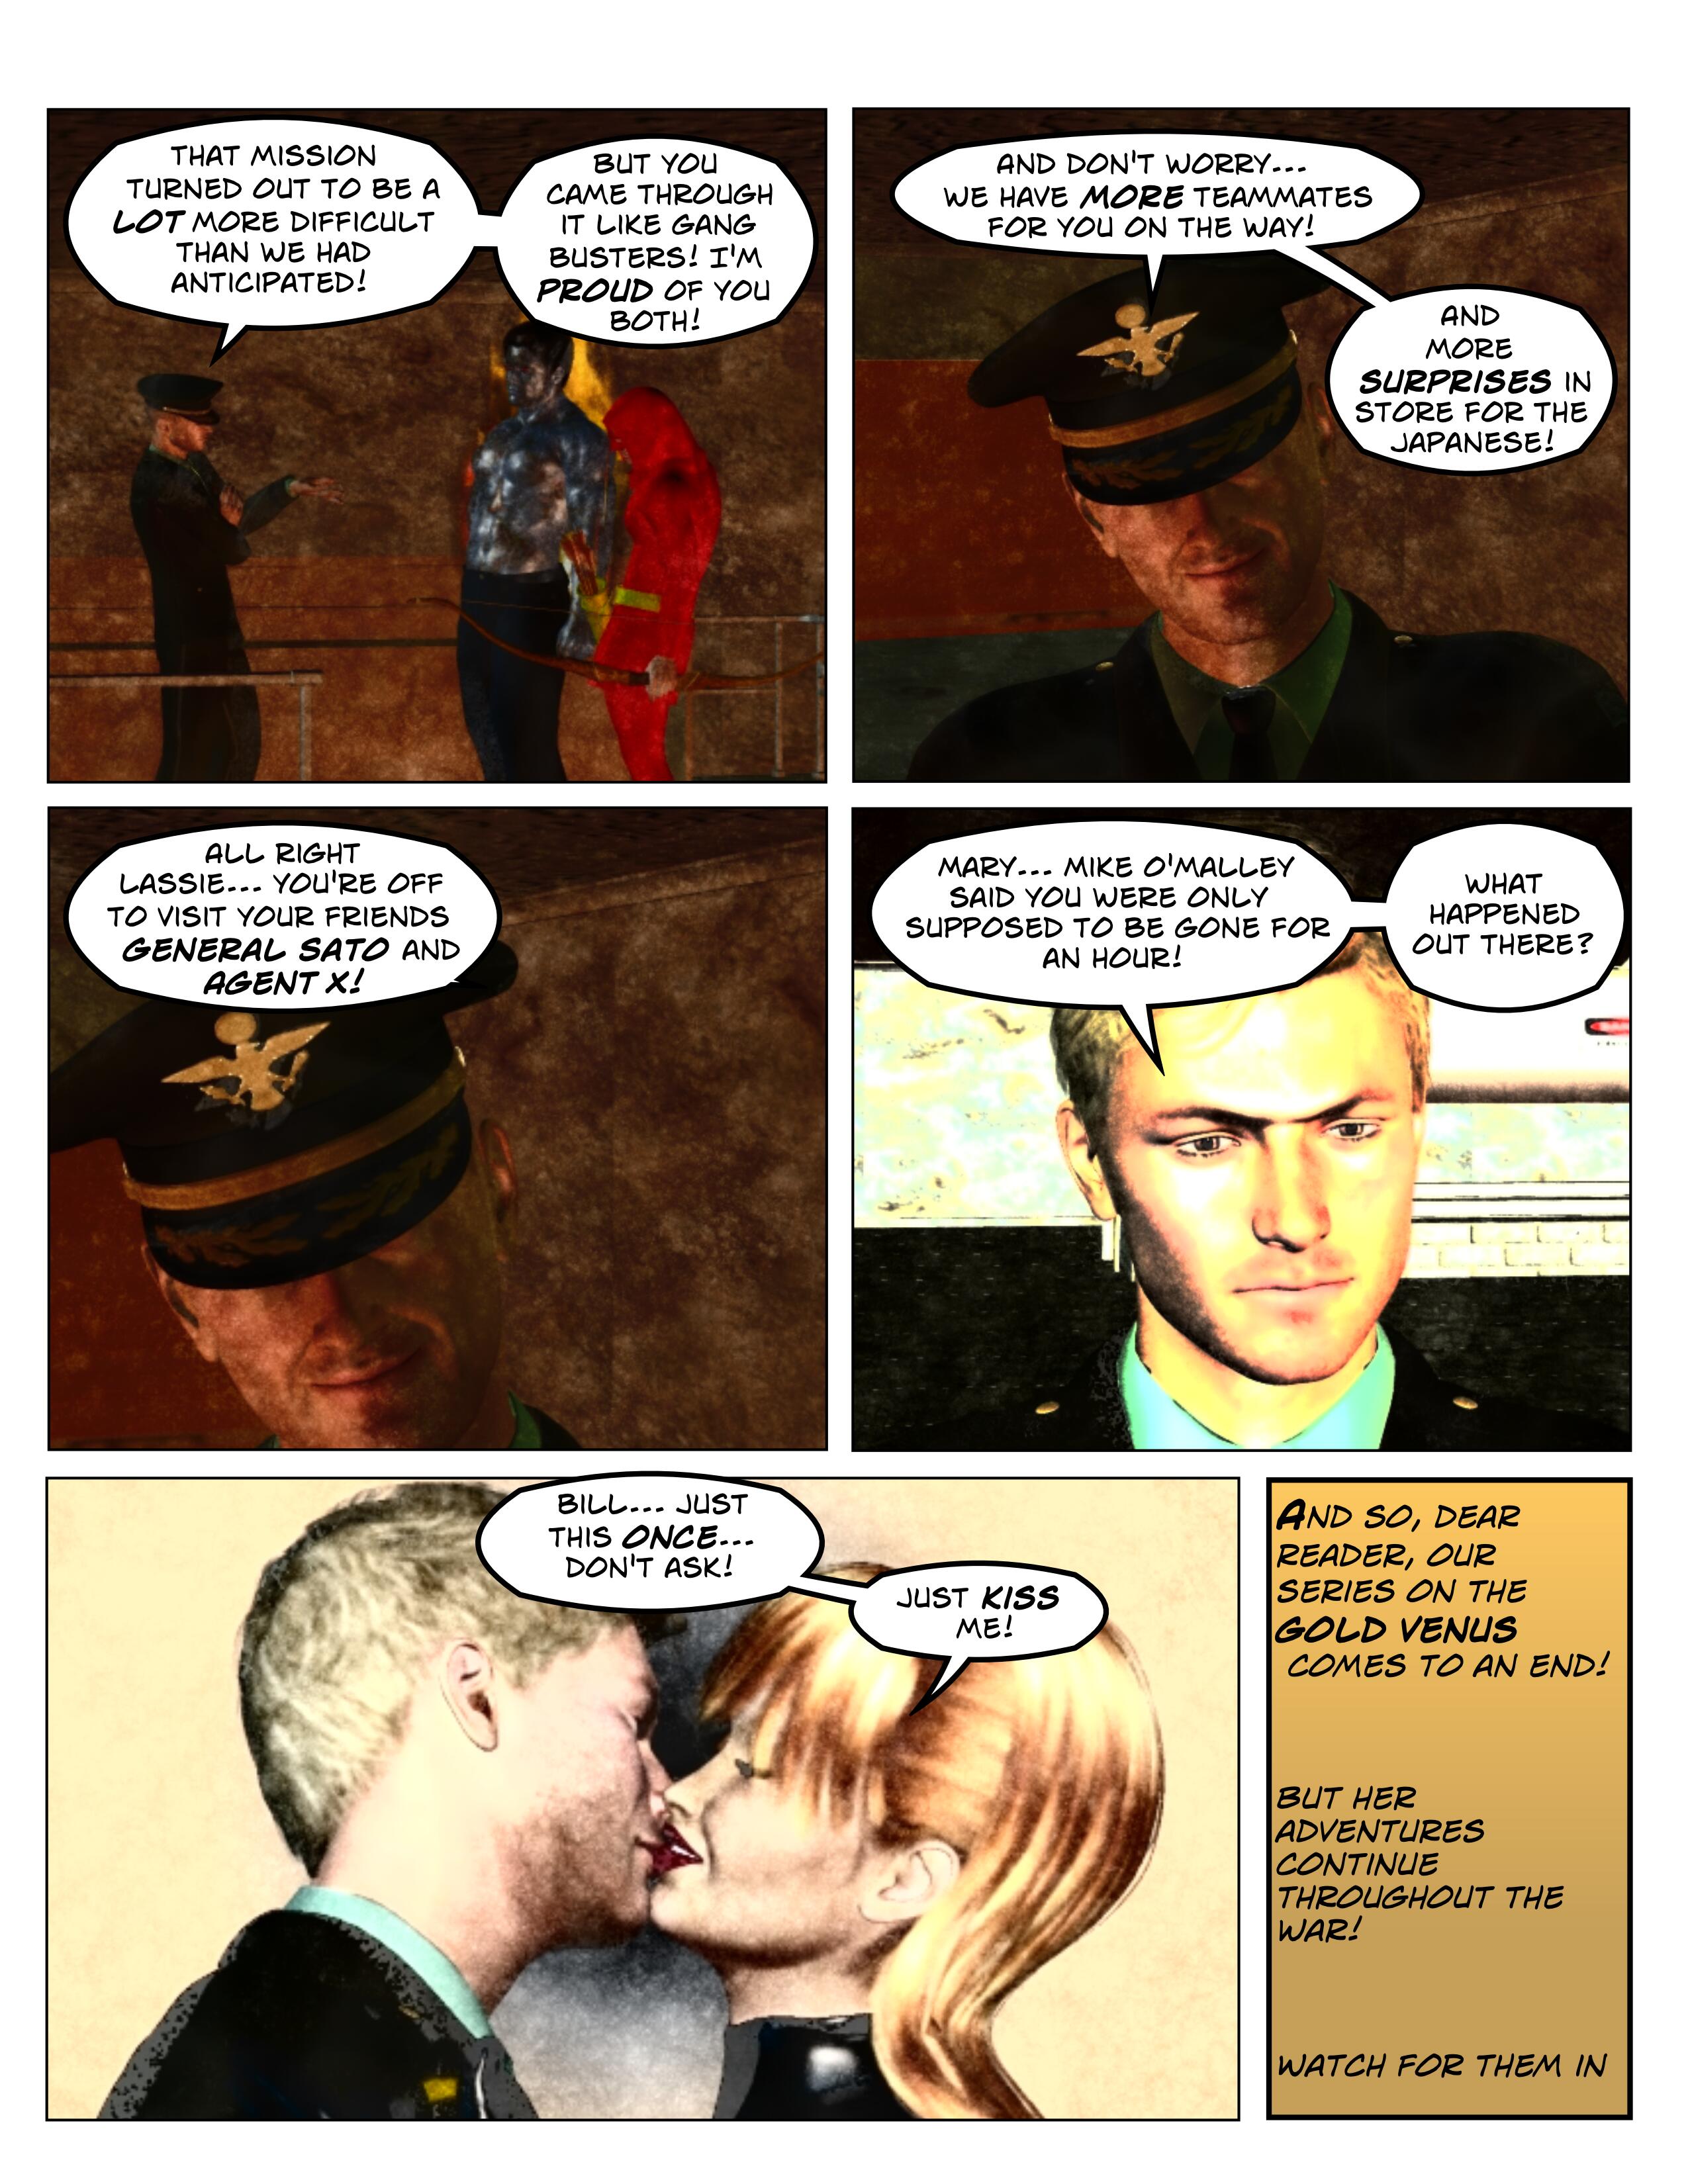 THAT MISSION
TURNED OUT TO BE A
LOT MORE DIFFICULT
THAN WE HAD
ANTICIPATED!
BUT YOU
CAME THROUGH
IT LIKE GANG
BUSTERS! I'M
PROUD OF YOU
BOTH!
AND DON'T WORRY...
WE HAVE MORE TEAMMATES
FOR YOU ON THE WAY!
AND
MORE
SURPRISES IN
STORE FOR THE
JAPANESE!
ALL RIGHT
LASSIE... YOU'RE OFF
TO VISIT YOUR FRIENDS
GENERAL SATO AND
AGENT X!
MARY... MIKE O'MALLEY
SAID YOU WERE ONLY
SUPPOSED TO BE GONE FOR
AN HOUR!
WHAT
HAPPENED
OUT THERE?
BILL... JUST
THIS ONCE...
DON'T ASK!
JUST KISS
ME!
AND SO, DEAR
READER, OUR
SERIES ON THE
GOLD VENUS
COMES TO AN END!
BUT HER
ADVENTURES
CONTINUE
THROUGHOUT THE
WAR!
WATCH FOR THEM IN